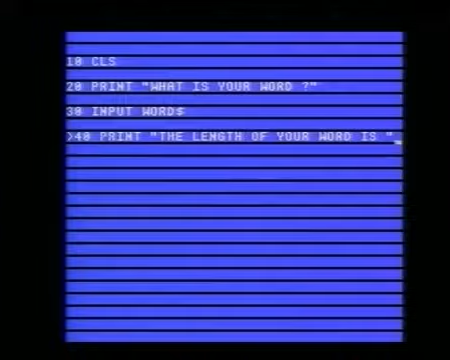 10 CLS
20 PRINT "WHAT IS YOUR WORD ?"
30 INPUT WORD$
>40 PRINT "THE LENGTH OF YOUR WORD IS "